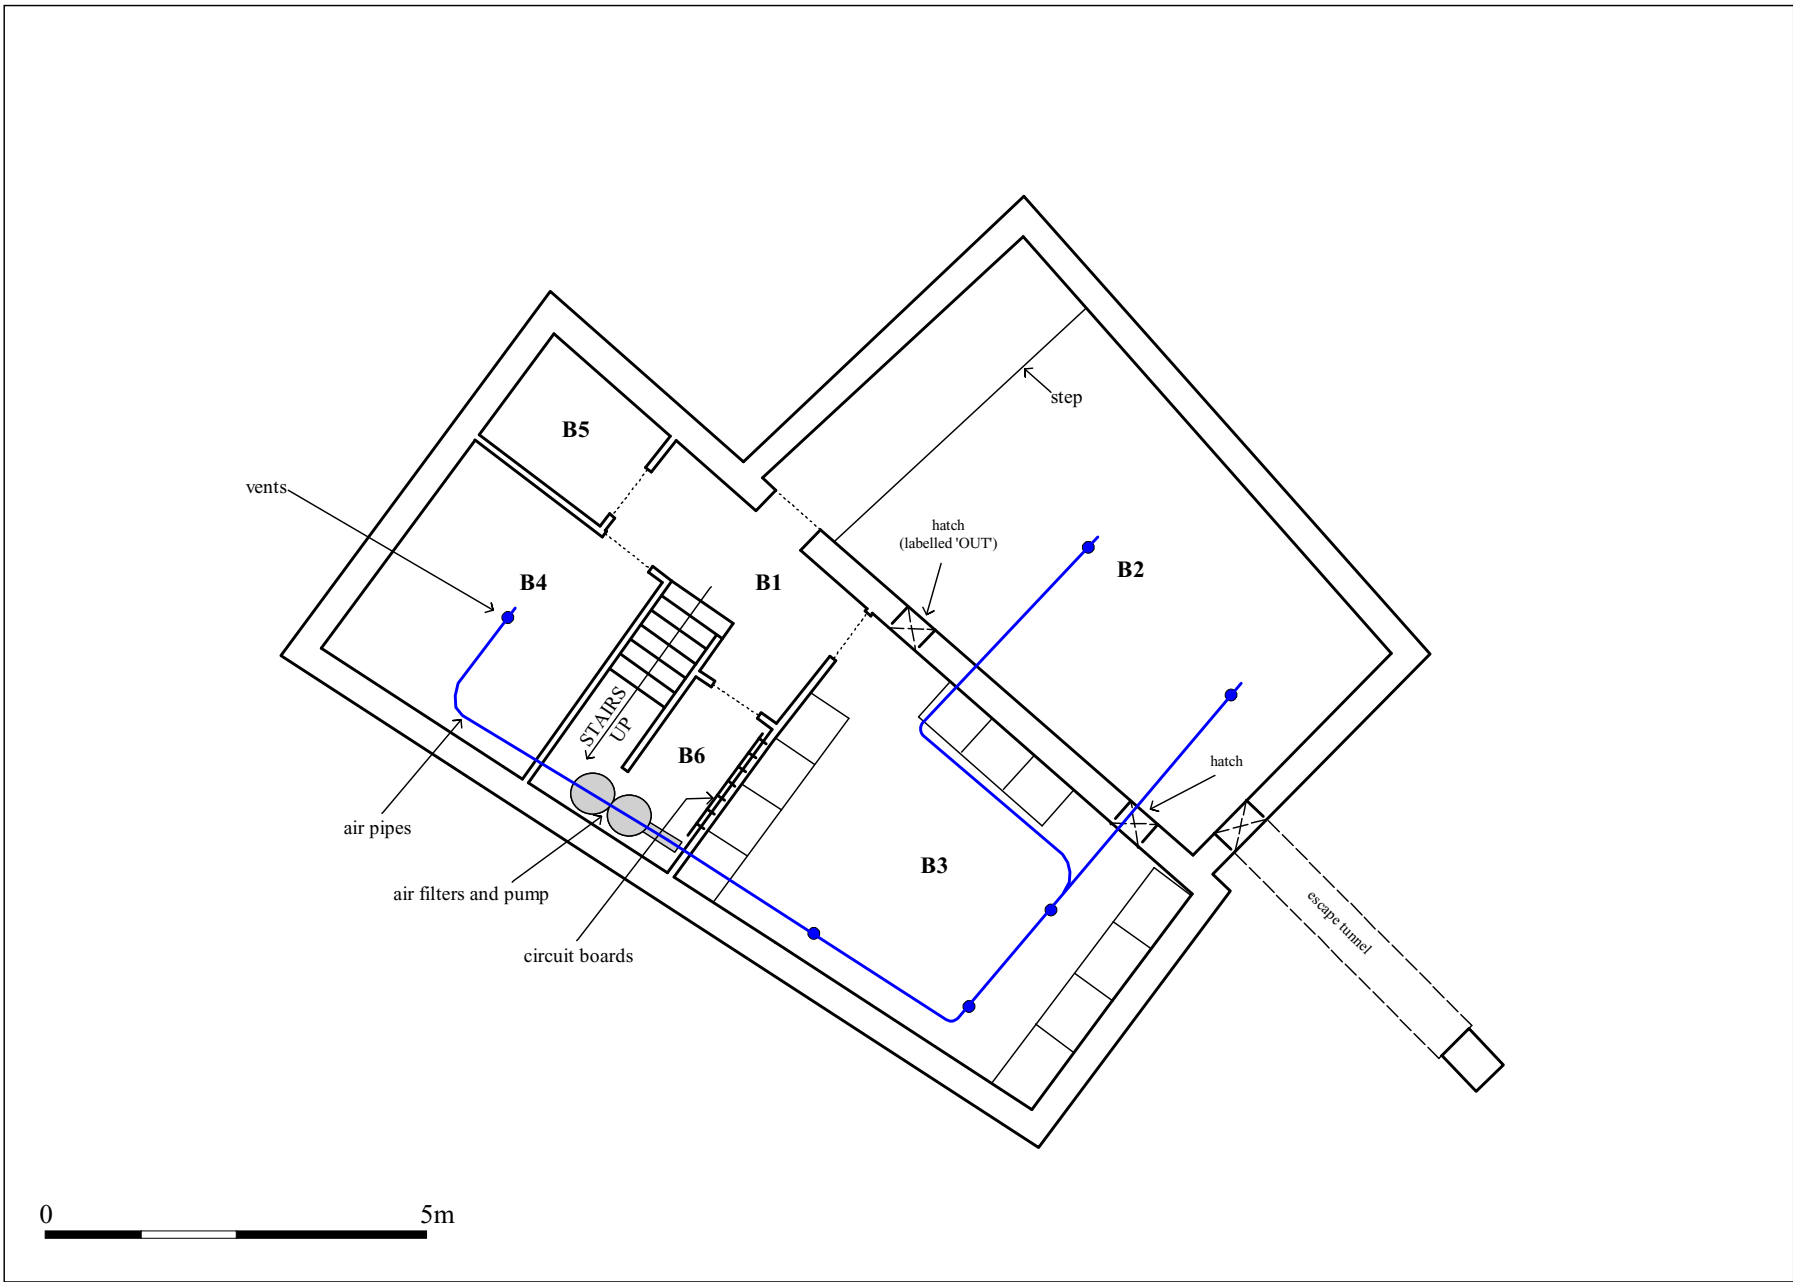 B5
step
vents
hatch
(labelled 'OUT')
B4
B1
B2
STAIRS
UP
B6
hatch
air pipes
B3
air filters and pump
escape tunnel
circuit boards
0
5m